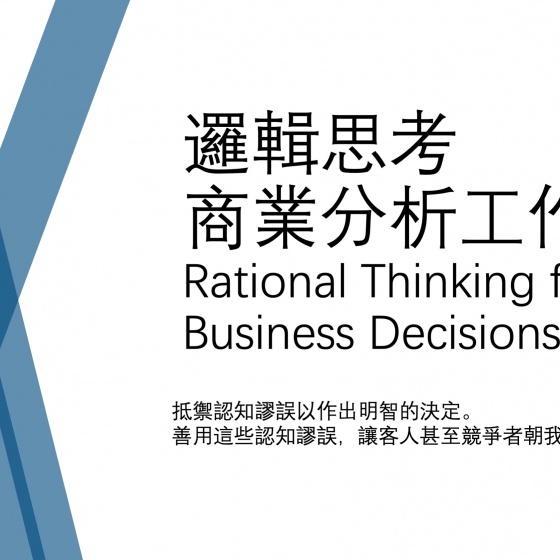 邏輯思考
商業分析工作
Rational Thinking f
Business Decisions
抵禦認知謬誤以作出明智的決定。
善用這些認知謬誤，讓客人甚至競爭者朝我